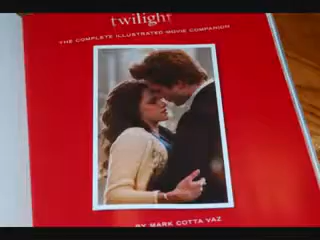 twilight
THE COMPLETE ILLUSTRATED MOVIE COMPANION
BY MARK COTTA VAZ